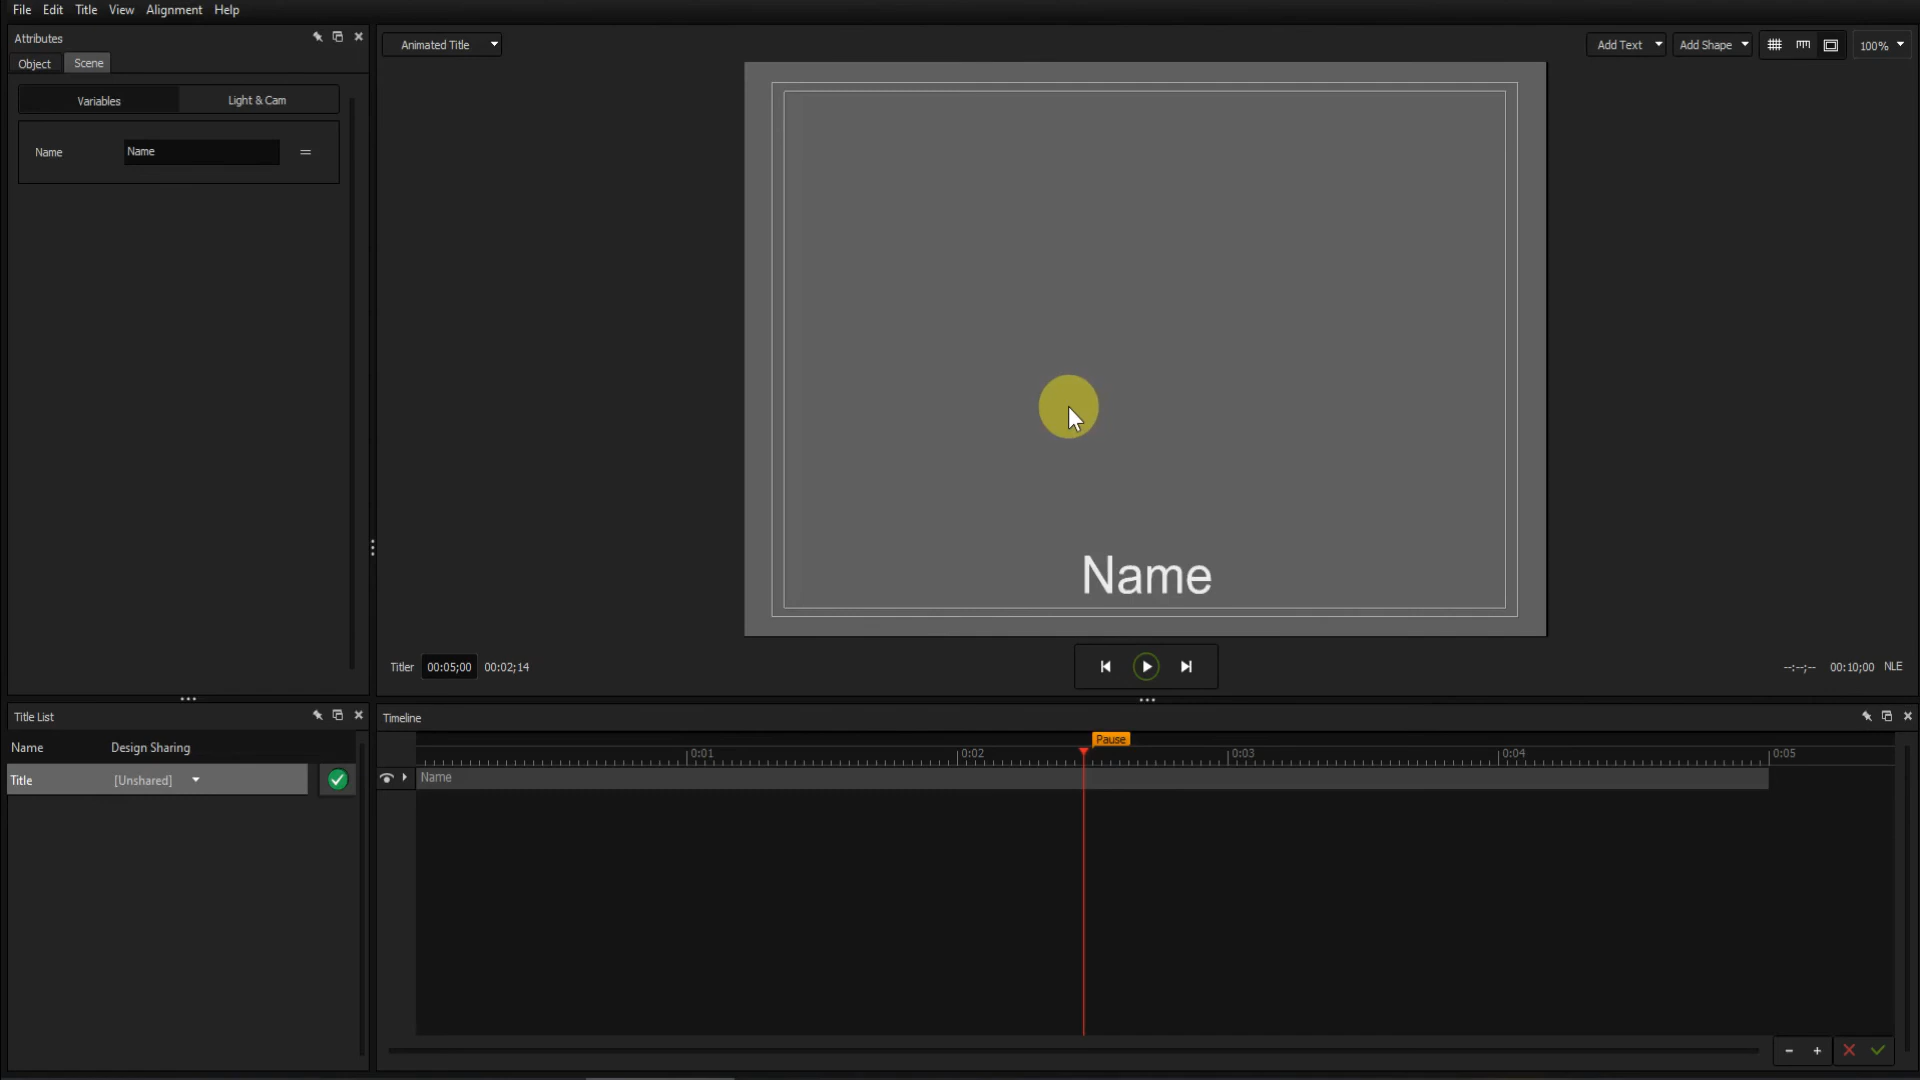 File Edit Title View Alignment Help
Attributes
Object Scene
Variables Light & Cam
Name Name
Animated Title
Add Text Add Shape 100%
Name
Titler 00:05;00 00:02;14
--:--;-- 00:10;00 NLE
Title List
Name Design Sharing
Title [Unshared]
Timeline
Pause
0:01 0:02 0:03 0:04 0:05
Name